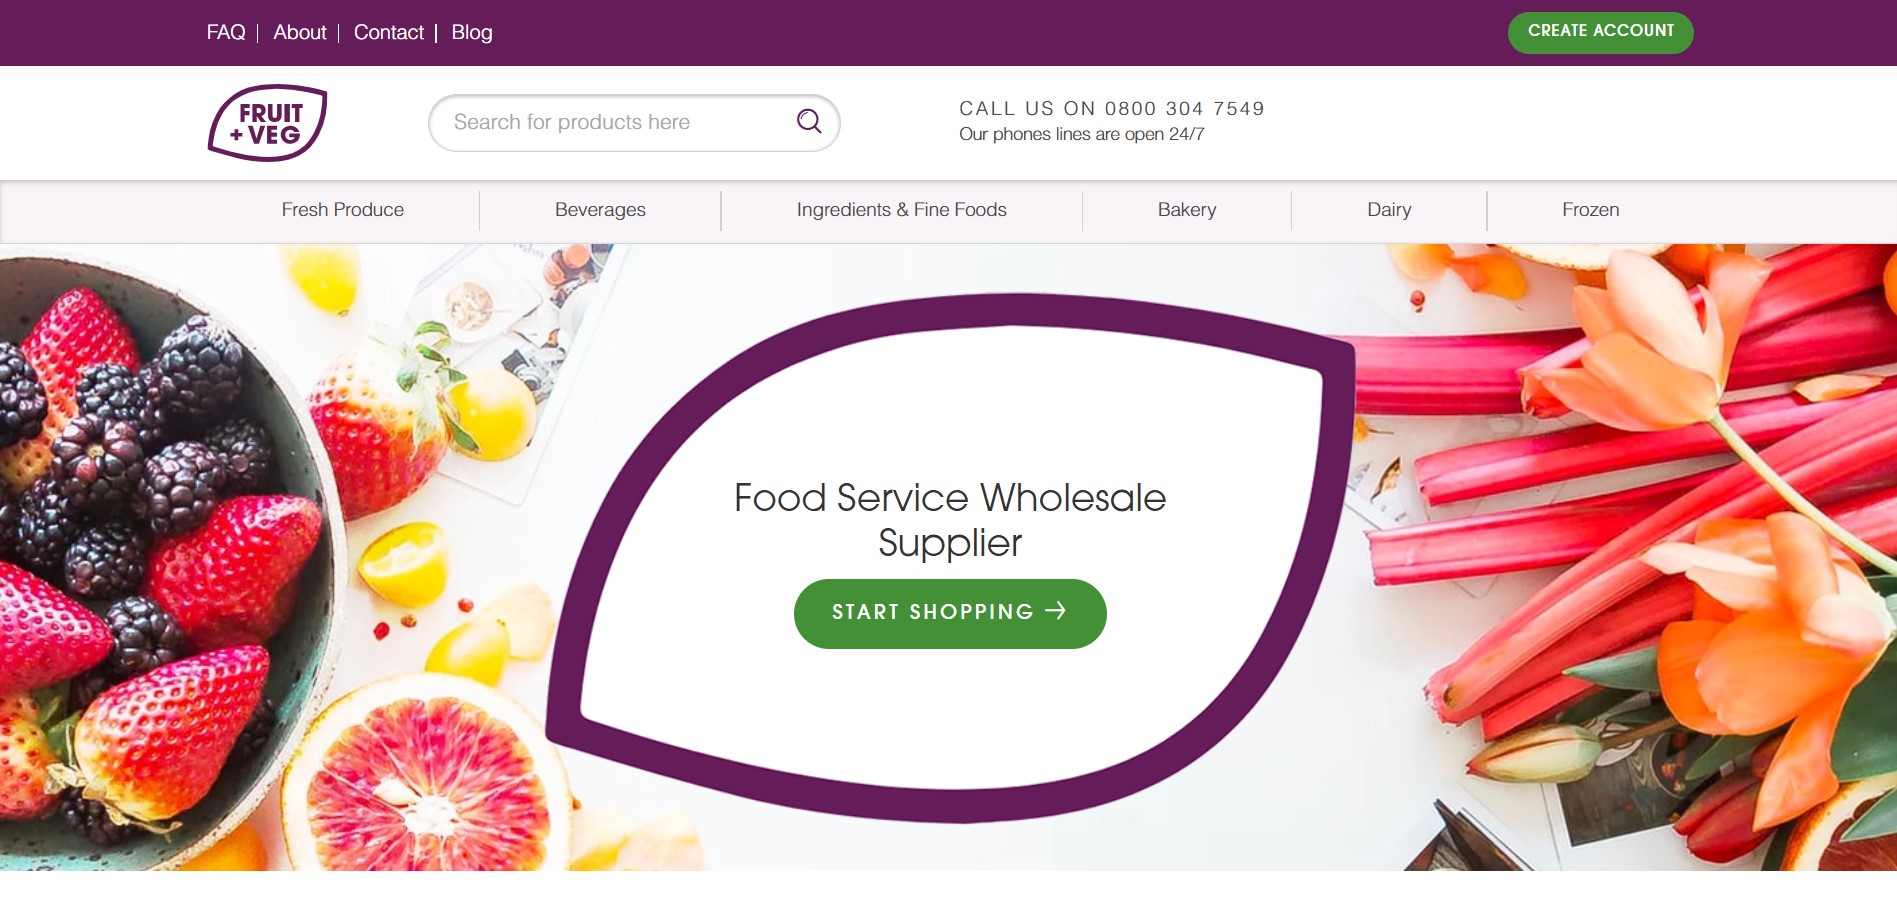 FAQ | About | Contact | Blog
CREATE ACCOUNT
FRUIT
+ VEG
Search for products here
CALL US ON 0800 304 7549
Our phones lines are open 24/7
Fresh Produce
Beverages
Ingredients & Fine Foods
Bakery
Dairy
Frozen
Food Service Wholesale
Supplier
START SHOPPING →